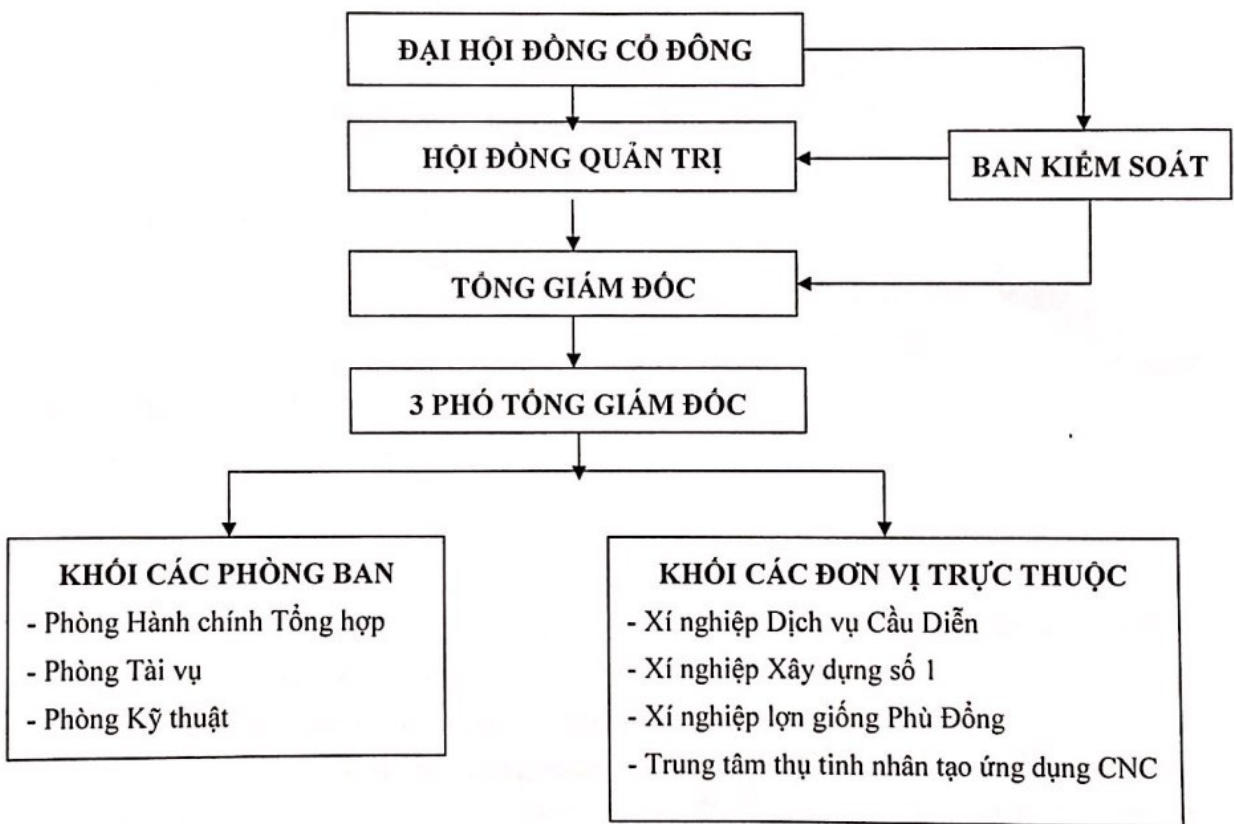 ĐẠI HỘI ĐỒNG CỔ ĐÔNG
HỘI ĐỒNG QUẢN TRỊ
BAN KIỂM SOÁT
TỔNG GIÁM ĐỐC
3 PHÓ TỔNG GIÁM ĐỐC
KHỐI CÁC PHÒNG BAN
- Phòng Hành chính Tổng hợp
- Phòng Tài vụ
- Phòng Kỹ thuật
KHỐI CÁC ĐƠN VỊ TRỰC THUỘC
- Xí nghiệp Dịch vụ Cầu Diễn
- Xí nghiệp Xây dựng số 1
- Xí nghiệp lợn giống Phù Đổng
- Trung tâm thụ tinh nhân tạo ứng dụng CNC